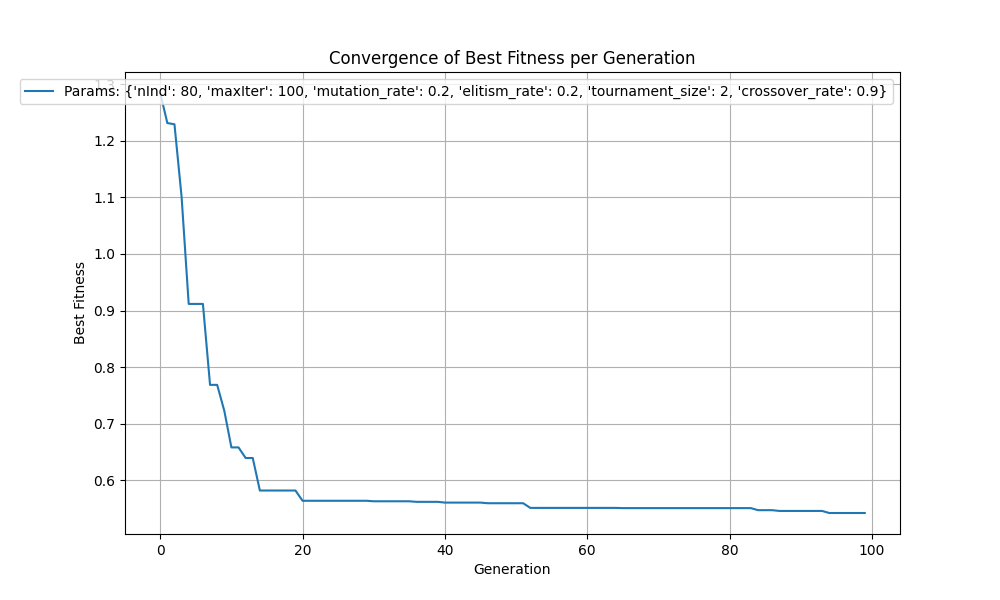 Convergence of Best Fitness per Generation
Params: {'nInd': 80, 'maxIter': 100, 'mutation_rate': 0.2, 'elitism_rate': 0.2, 'tournament_size': 2, 'crossover_rate': 0.9}
1.3
1.2
1.1
1.0
0.9
0.8
0.7
0.6
Best Fitness
0 20 40 60 80 100
Generation